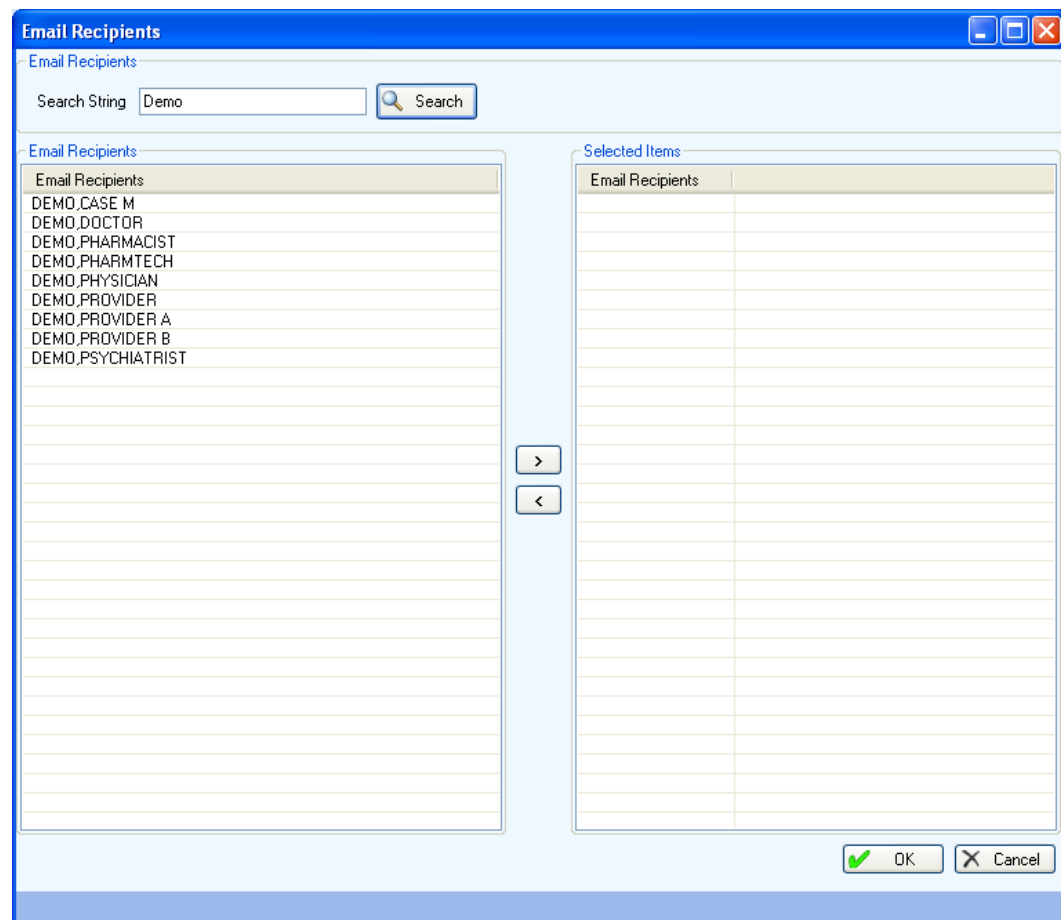 Email Recipients
Email Recipients
Search String Demo Search
Email Recipients
Email Recipients
DEMO,CASE M
DEMO,DOCTOR
DEMO,PHARMACIST
DEMO,PHARMTECH
DEMO,PHYSICIAN
DEMO,PROVIDER
DEMO,PROVIDER A
DEMO,PROVIDER B
DEMO,PSYCHIATRIST
>
<
Selected Items
Email Recipients
OK Cancel